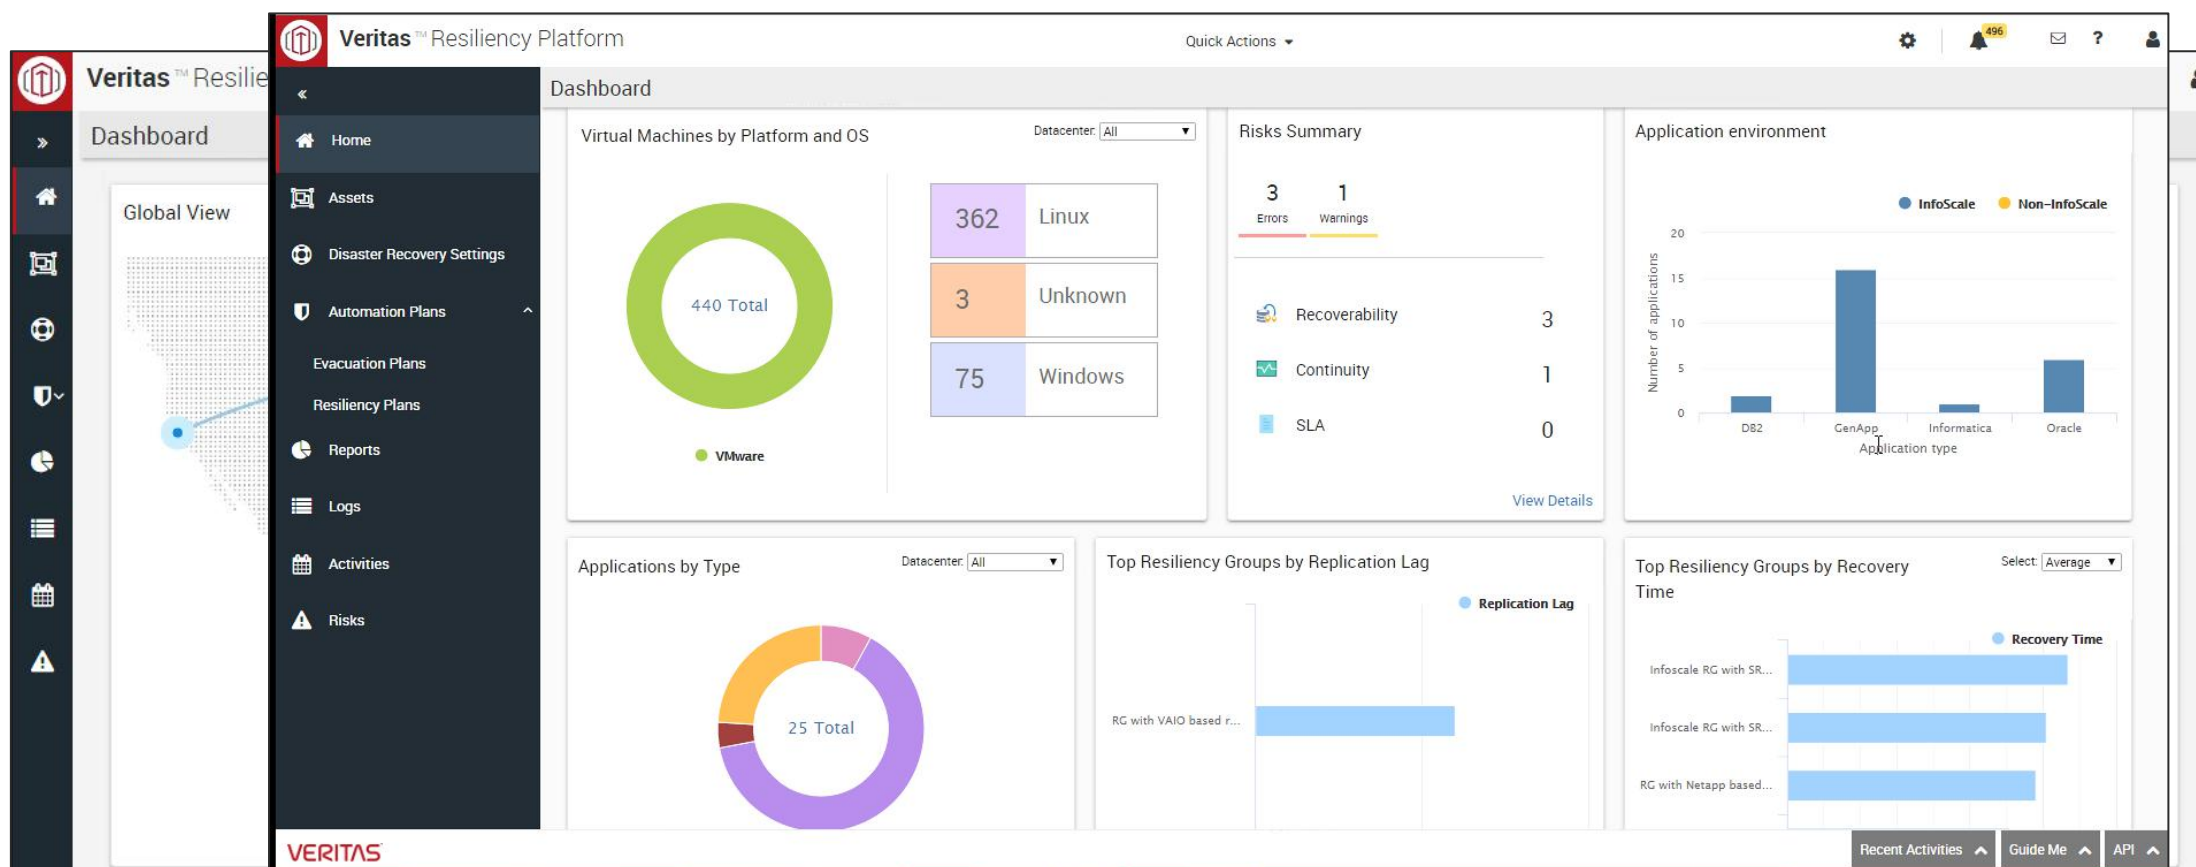 Veritas™ Resilie
Dashboard
Global View
Veritas™ Resiliency Platform
Quick Actions
496
?
Dashboard
Home
Assets
Disaster Recovery Settings
Automation Plans
Evacuation Plans
Resiliency Plans
Reports
Logs
Activities
Risks
Virtual Machines by Platform and OS
Datacenter: All
440 Total
VMware
362 Linux
3 Unknown
75 Windows
Risks Summary
3 Errors
1 Warnings
Recoverability 3
Continuity 1
SLA 0
View Details
Application environment
InfoScale
Non-InfoScale
Number of applications
20
15
10
5
0
DB2 GenApp Informatica Oracle
Application type
Applications by Type
Datacenter: All
25 Total
Top Resiliency Groups by Replication Lag
Replication Lag
RG with VAIO based r...
Top Resiliency Groups by Recovery
Time
Select: Average
Recovery Time
Infoscale RG with SR...
Infoscale RG with SR...
RG with Netapp based...
VERITAS
Recent Activities
Guide Me
API